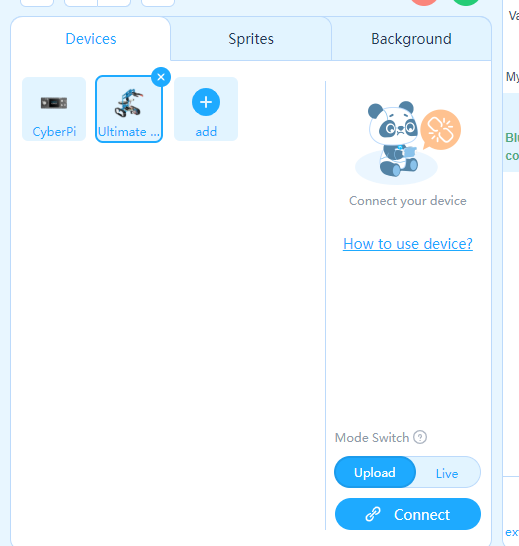 Devices
Sprites
Background
Va
CyberPi
Ultimate ...
add
My
Blu
co
Connect your device
How to use device?
Mode Switch ?
Upload
Live
Connect
ex